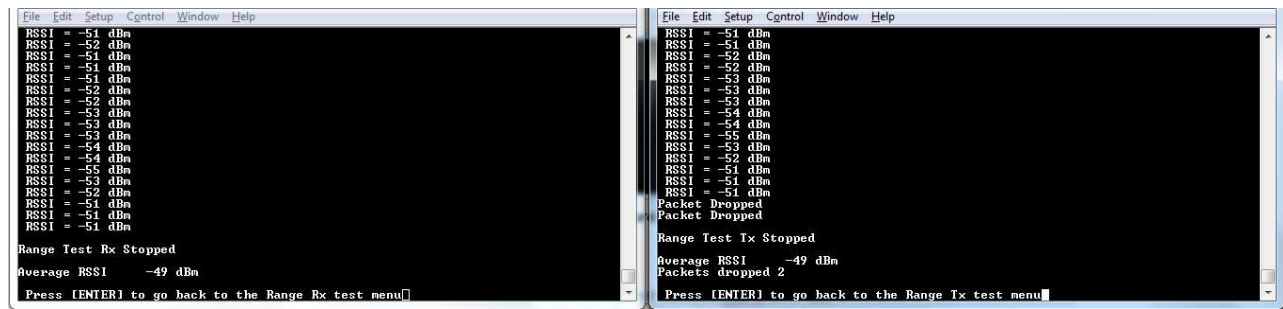 File Edit Setup Control Window Help
RSSI = -51 dBm
RSSI = -52 dBm
RSSI = -51 dBm
RSSI = -51 dBm
RSSI = -51 dBm
RSSI = -52 dBm
RSSI = -52 dBm
RSSI = -53 dBm
RSSI = -53 dBm
RSSI = -53 dBm
RSSI = -54 dBm
RSSI = -54 dBm
RSSI = -55 dBm
RSSI = -53 dBm
RSSI = -52 dBm
RSSI = -51 dBm
RSSI = -51 dBm
RSSI = -51 dBm
Range Test Rx Stopped
Average RSSI -49 dBm
Press [ENTER] to go back to the Range Rx test menu
File Edit Setup Control Window Help
RSSI = -51 dBm
RSSI = -51 dBm
RSSI = -52 dBm
RSSI = -52 dBm
RSSI = -53 dBm
RSSI = -53 dBm
RSSI = -53 dBm
RSSI = -54 dBm
RSSI = -54 dBm
RSSI = -55 dBm
RSSI = -53 dBm
RSSI = -52 dBm
RSSI = -51 dBm
RSSI = -51 dBm
RSSI = -51 dBm
Packet Dropped
Packet Dropped
Range Test Tx Stopped
Average RSSI -49 dBm
Packets dropped 2
Press [ENTER] to go back to the Range Tx test menu